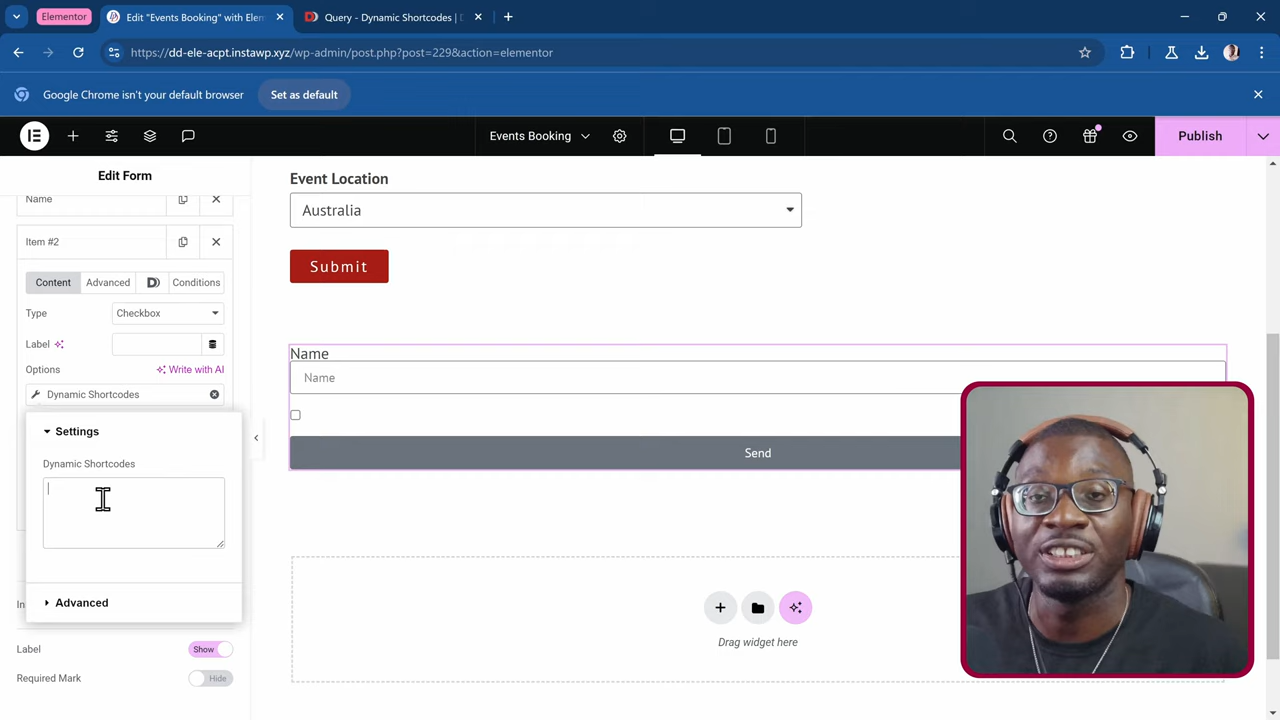 Elementor
Edit "Events Booking" with Elem
Query - Dynamic Shortcodes |
https://dd-ele-acpt.instawp.xyz/wp-admin/post.php?post=229&action=elementor
Google Chrome isn't your default browser
Set as default
Events Booking
Publish
Edit Form
Name
Item #2
Content
Advanced
Conditions
Type
Checkbox
Label
Options
Write with AI
Dynamic Shortcodes
Settings
Dynamic Shortcodes
Advanced
In
Label
Show
Required Mark
Hide
Event Location
Australia
Submit
Name
Name
Send
Drag widget here